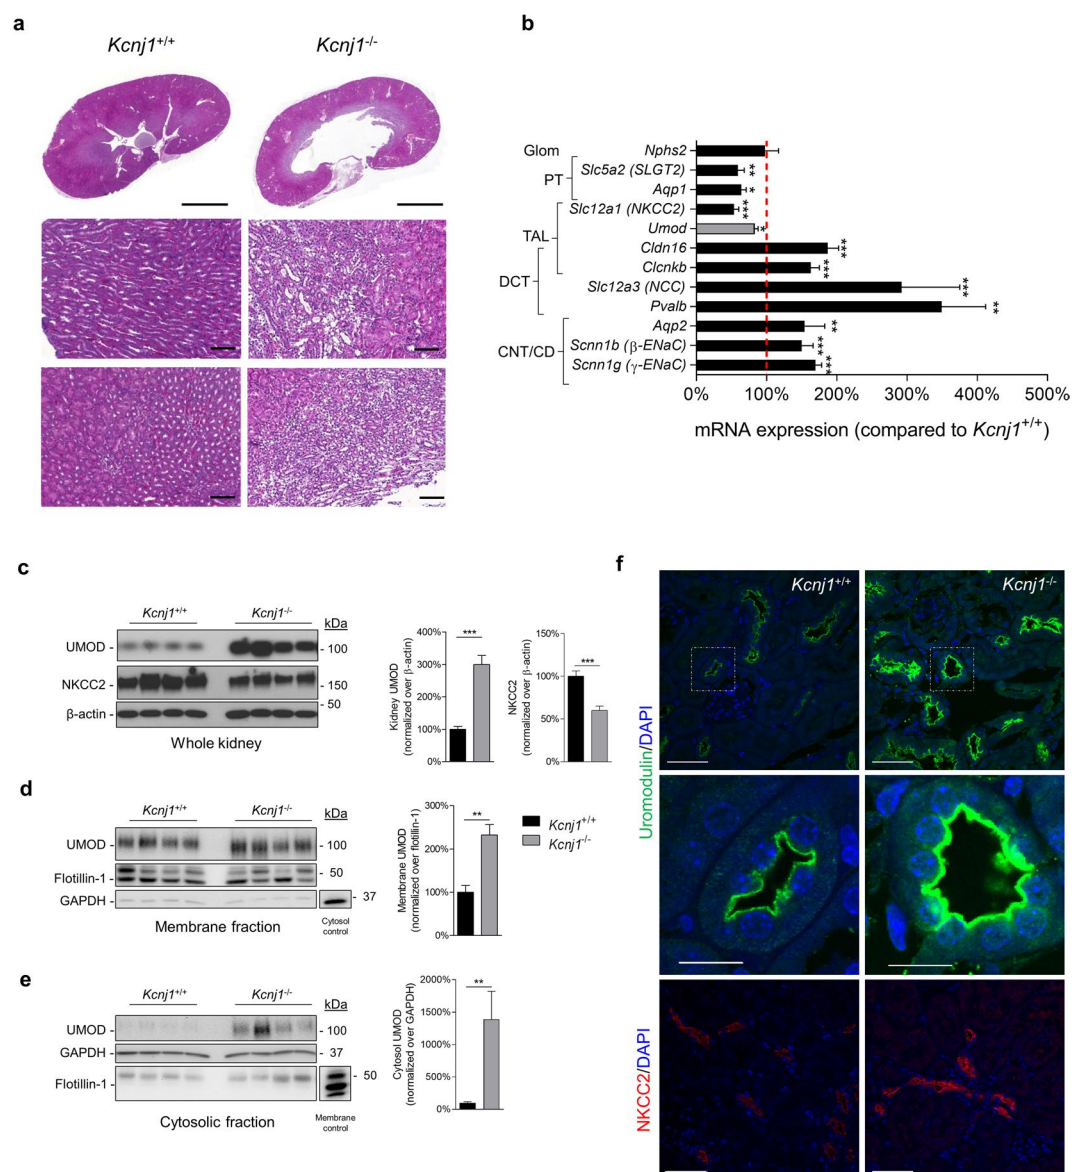 a
Kcnj1+/+
Kcnj1-/-
b
Glom
PT
TAL
DCT
CNT/CD
Nphs2
Slc5a2 (SLGT2)
**
Aqp1
*
Slc12a1 (NKCC2)
***
Umod
*
Cldn16
***
Clcnkb
***
Slc12a3 (NCC)
***
Pvalb
**
Aqp2
**
Scnn1b (β-ENaC)
***
Scnn1g (γ-ENaC)
***
0% 100% 200% 300% 400% 500%
mRNA expression (compared to Kcnj1+/+)
c
Kcnj1+/+ Kcnj1-/- kDa
UMOD - - 100
NKCC2 - - 150
- 50
β-actin -
Whole kidney
400%
300%
200%
100%
0%
Kidney UMOD
(normalized over β-actin)
***
150%
100%
50%
0%
NKCC2
(normalized over β-actin)
***
d
Kcnj1+/+ Kcnj1-/- kDa
UMOD - - 100
Flotillin-1 - - 50
GAPDH - - 37
Membrane fraction
Cytosol
control
300%
200%
100%
0%
Membrane UMOD
(normalized over flotillin-1)
**
Kcnj1+/+
Kcnj1-/-
e
Kcnj1+/+ Kcnj1-/- kDa
UMOD - - 100
GAPDH - - 37
Flotillin-1 - - 50
Cytosolic fraction
Membrane
control
2000%
1500%
1000%
500%
0%
Cytosol UMOD
(normalized over GAPDH)
**
f
Kcnj1+/+
Kcnj1-/-
Uromodulin/DAPI
NKCC2/DAPI